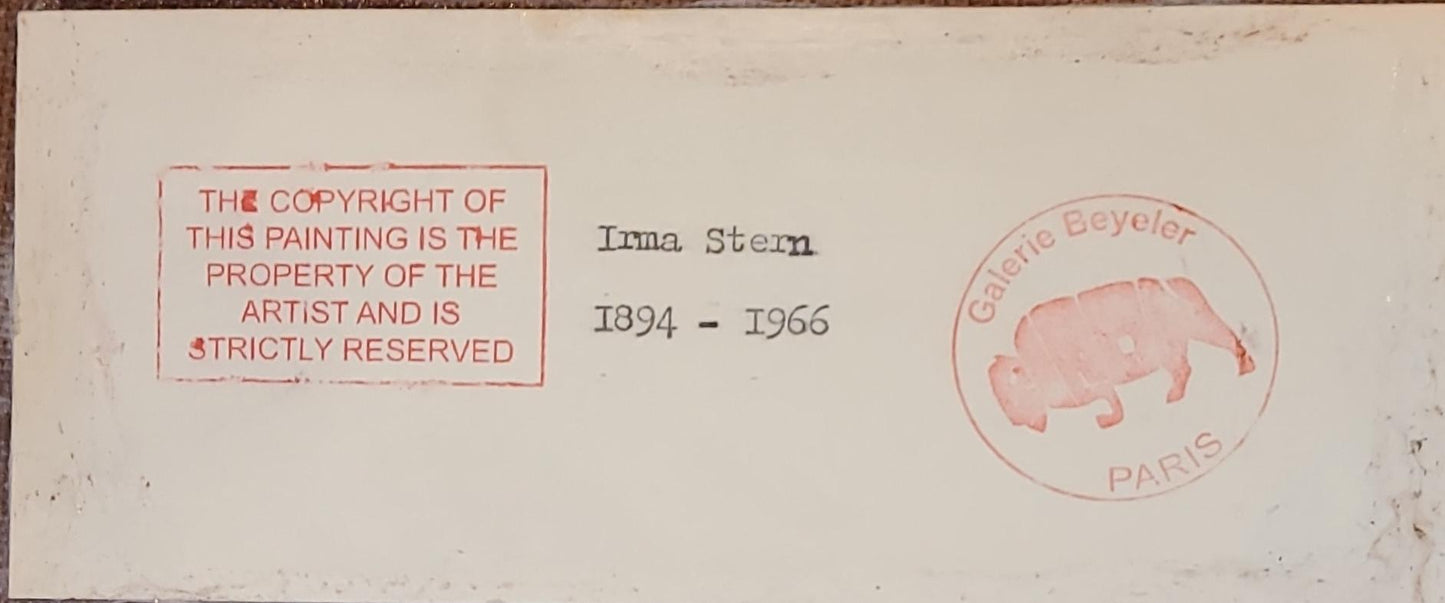 THE COPYRIGHT OF
THIS PAINTING IS THE
PROPERTY OF THE
ARTIST AND IS
STRICTLY RESERVED
Irma Stern
1894 - 1966
Galerie Beyeler
PARIS